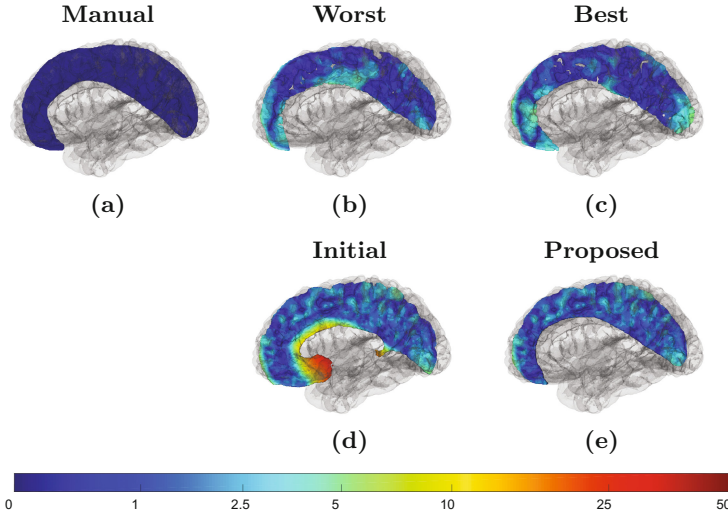 Manual Worst Best
(a) (b) (c)
Initial Proposed
(d) (e)
0 1 2.5 5 10 25 50